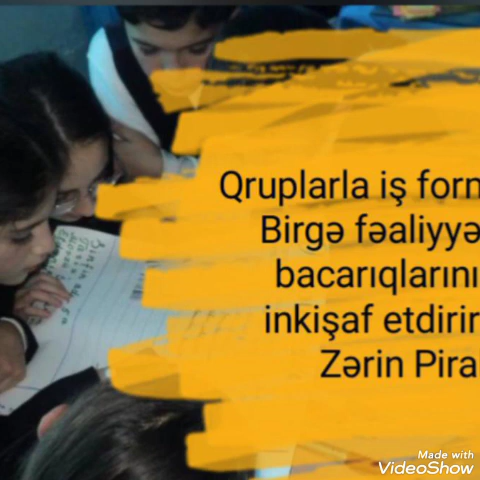 Qruplarla iş form
Birgə fəaliyyə
bacarıqlarını
inkişaf etdirir
Zərin Pira
Made with
VideoShow